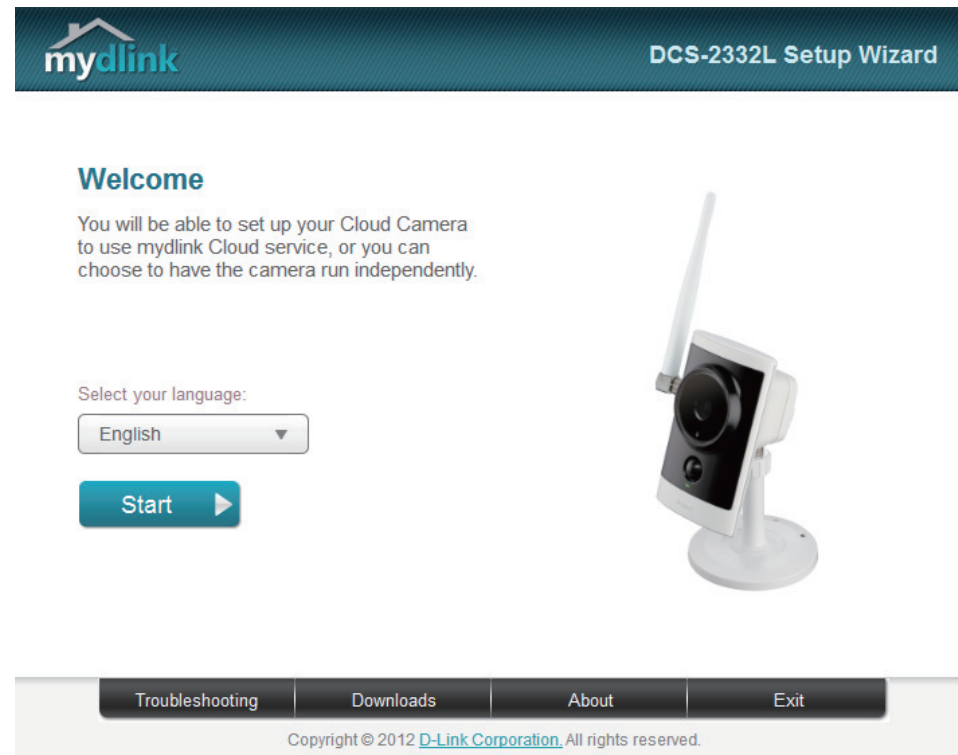 mydlink
DCS-2332L Setup Wizard
Welcome
You will be able to set up your Cloud Camera
to use mydlink Cloud service, or you can
choose to have the camera run independently.
Select your language:
English
Start
Troubleshooting Downloads About Exit
Copyright © 2012 D-Link Corporation. All rights reserved.